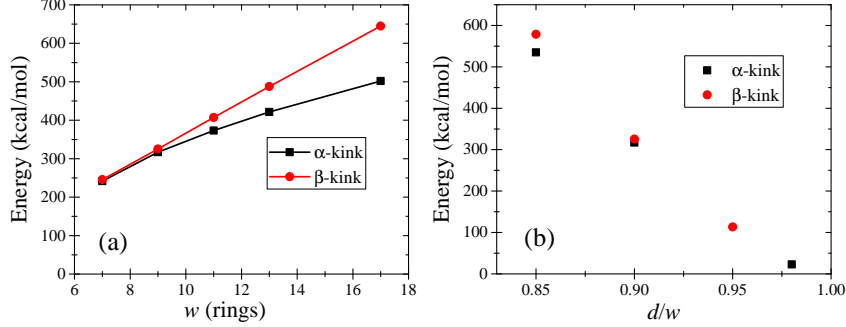 700
600
500
400
300
200
100
0
Energy (kcal/mol)
α-kink
β-kink
(a)
6 8 10 12 14 16 18
w (rings)
600
500
400
300
200
100
0
Energy (kcal/mol)
α-kink
β-kink
(b)
0.85 0.90 0.95 1.00
d/w